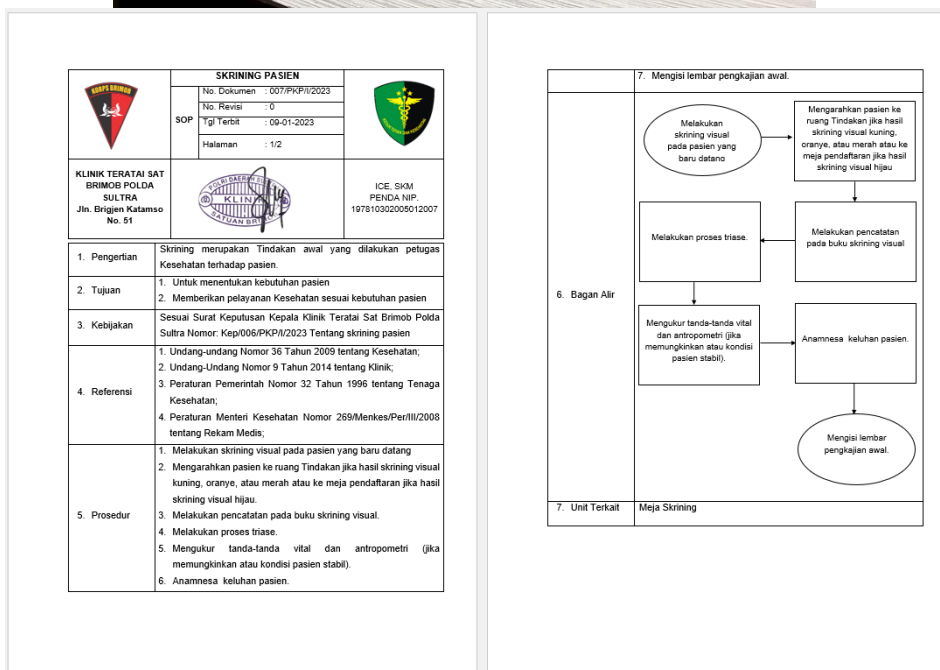 KORPS BRIMOB
SKRINING PASIEN
SOP
No. Dokumen : 007/PKP/I/2023
No. Revisi : 0
Tgl Terbit : 09-01-2023
Halaman : 1/2
KLINIK TERATAI SAT
BRIMOB POLDA
SULTRA
Jln. Brigjen Katamso
No. 51
POLRI DAERAH
KLINIK
SATUAN
ICE, SKM
PENDA NIP.
197810302005012007
1. Pengertian
Skrining merupakan Tindakan awal yang dilakukan petugas
Kesehatan terhadap pasien.
2. Tujuan
1. Untuk menentukan kebutuhan pasien
2. Memberikan pelayanan Kesehatan sesuai kebutuhan pasien
3. Kebijakan
Sesuai Surat Keputusan Kepala Klinik Teratai Sat Brimob Polda
Sultra Nomor: Kep/006/PKP/I/2023 Tentang skrining pasien
4. Referensi
1. Undang-undang Nomor 36 Tahun 2009 tentang Kesehatan;
2. Undang-Undang Nomor 9 Tahun 2014 tentang Klinik;
3. Peraturan Pemerintah Nomor 32 Tahun 1996 tentang Tenaga
Kesehatan;
4. Peraturan Menteri Kesehatan Nomor 269/Menkes/Per/III/2008
tentang Rekam Medis;
5. Prosedur
1. Melakukan skrining visual pada pasien yang baru datang
2. Mengarahkan pasien ke ruang Tindakan jika hasil skrining visual
kuning, oranye, atau merah atau ke meja pendaftaran jika hasil
skrining visual hijau.
3. Melakukan pencatatan pada buku skrining visual.
4. Melakukan proses triase.
5. Mengukur tanda-tanda vital dan antropometri (jika
memungkinkan atau kondisi pasien stabil).
6. Anamnesa keluhan pasien.
7. Mengisi lembar pengkajian awal.
6. Bagan Alir
Melakukan
skrining visual
pada pasien yang
baru datang
Mengarahkan pasien ke
ruang Tindakan jika hasil
skrining visual kuning,
oranye, atau merah atau ke
meja pendaftaran jika hasil
skrining visual hijau
Melakukan pencatatan
pada buku skrining visual
Melakukan proses triase.
Mengukur tanda-tanda vital
dan antropometri (jika
memungkinkan atau kondisi
pasien stabil).
Anamnesa keluhan pasien.
Mengisi lembar
pengkajian awal.
7. Unit Terkait
Meja Skrining